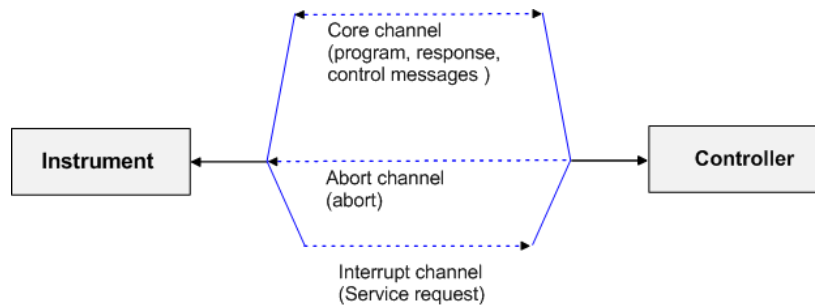 Core channel
(program, response,
control messages )
Instrument
Controller
Abort channel
(abort)
Interrupt channel
(Service request)